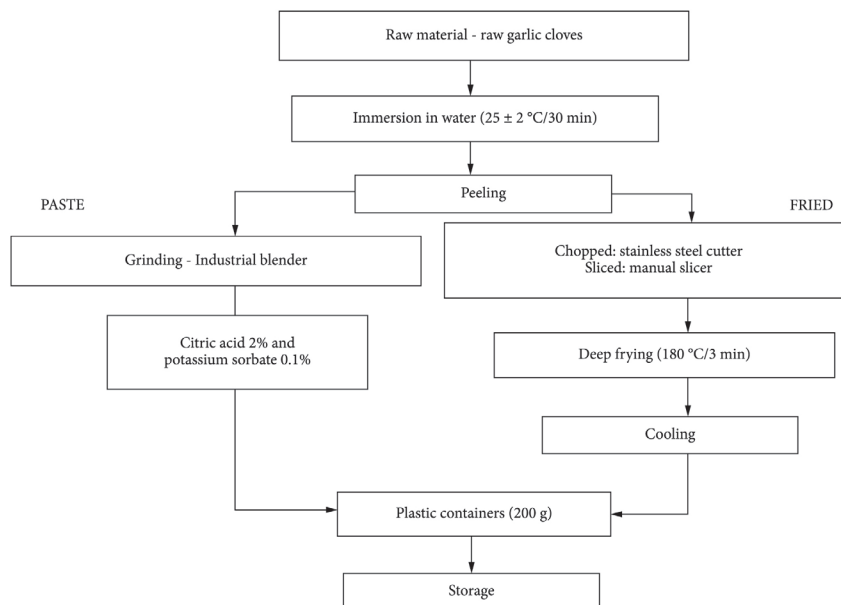 Raw material - raw garlic cloves
Immersion in water (25 ± 2 °C/30 min)
Peeling
PASTE
FRIED
Grinding - Industrial blender
Chopped: stainless steel cutter
Sliced: manual slicer
Citric acid 2% and
potassium sorbate 0.1%
Deep frying (180 °C/3 min)
Cooling
Plastic containers (200 g)
Storage